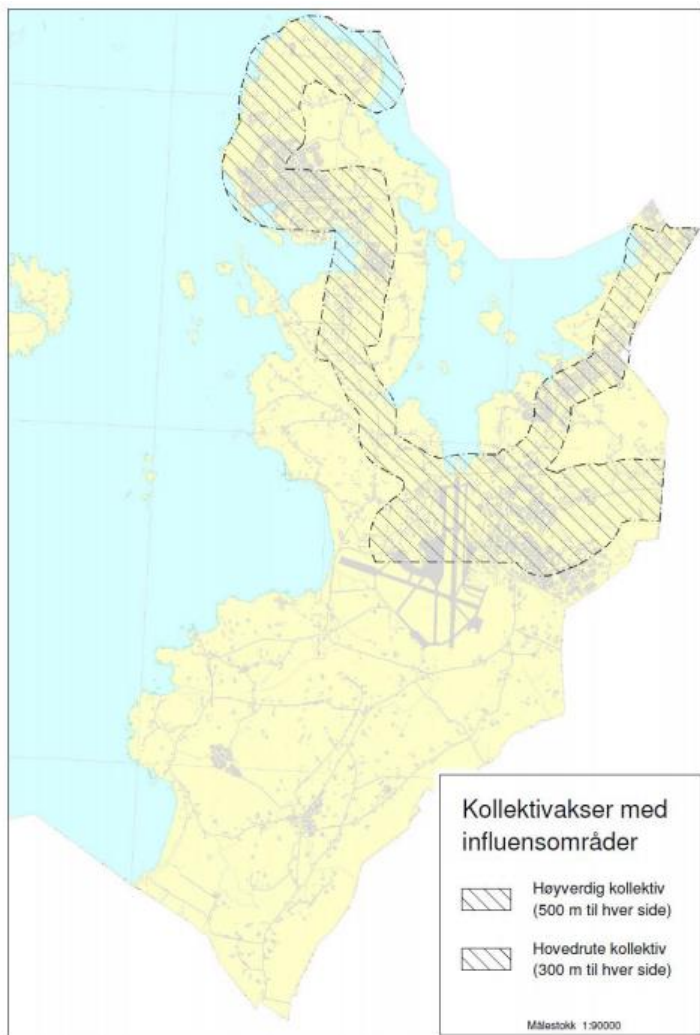 Kollektivakser med
influensområder
Høyverdig kollektiv
(500 m til hver side)
Hovedrute kollektiv
(300 m til hver side)
Målestokk 1:90000